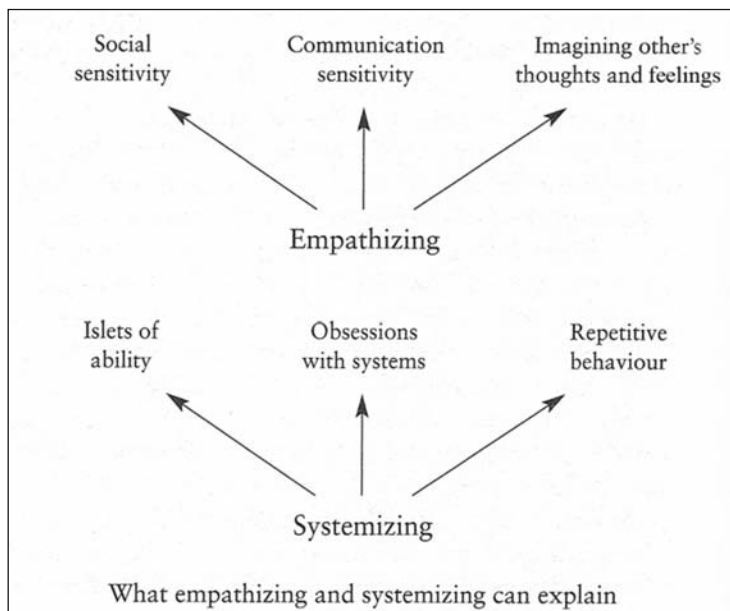 Social
sensitivity
Communication
sensitivity
Imagining other's
thoughts and feelings
Empathizing
Islets of
ability
Obsessions
with systems
Repetitive
behaviour
Systemizing
What empathizing and systemizing can explain